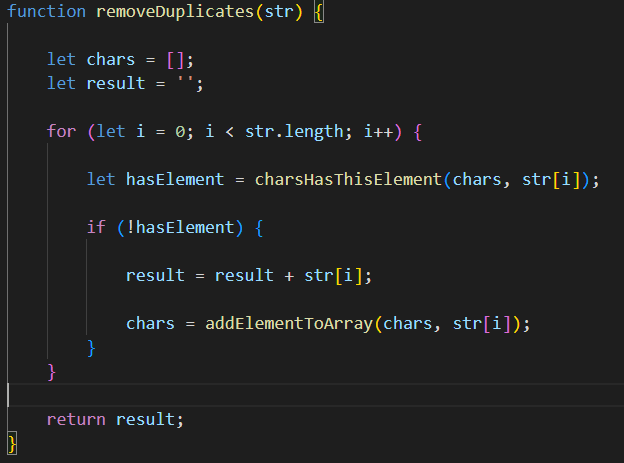 function removeDuplicates(str) {
let chars = [];
let result = '';
for (let i = 0; i < str.length; i++) {
let hasElement = charsHasThisElement(chars, str[i]);
if (!hasElement) {
result = result + str[i];
chars = addElementToArray(chars, str[i]);
}
}
return result;
}